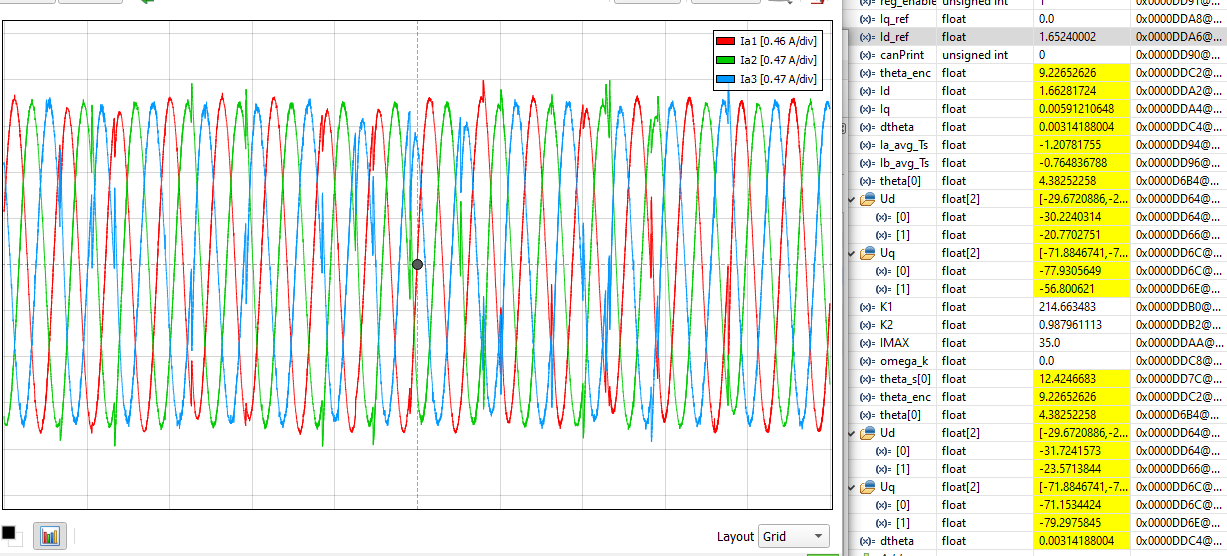 Ia1 [0.46 A/div]
Ia2 [0.47 A/div]
Ia3 [0.47 A/div]
Layout Grid
reg_enable unsigned int 1 0x0000DD91@...
(x)= Iq_ref float 0.0 0x0000DDA8@...
(x)= Id_ref float 1.65240002 0x0000DDA6@...
(x)= canPrint unsigned int 0 0x0000DD90@...
(x)= theta_enc float 9.22652626 0x0000DDC2@...
(x)= Id float 1.66281724 0x0000DDA2@...
(x)= Iq float 0.00591210648 0x0000DDA4@...
(x)= dtheta float 0.00314188004 0x0000DDC4@...
(x)= Ia_avg_Ts float -1.20781755 0x0000DD94@...
(x)= Ib_avg_Ts float -0.764836788 0x0000DD96@...
(x)= theta[0] float 4.38252258 0x0000D6B4@...
Ud float[2] [-29.6720886,-2... 0x0000DD64@...
(x)= [0] float -30.2240314 0x0000DD64@...
(x)= [1] float -20.7702751 0x0000DD66@...
Uq float[2] [-71.8846741,-7... 0x0000DD6C@...
(x)= [0] float -77.9305649 0x0000DD6C@...
(x)= [1] float -56.800621 0x0000DD6E@...
(x)= K1 float 214.663483 0x0000DDB0@...
(x)= K2 float 0.987961113 0x0000DDB2@...
(x)= IMAX float 35.0 0x0000DDAA@...
(x)= omega_k float 0.0 0x0000DDC8@...
(x)= theta_s[0] float 12.4246683 0x0000DD7C@...
(x)= theta_enc float 9.22652626 0x0000DDC2@...
(x)= theta[0] float 4.38252258 0x0000D6B4@...
Ud float[2] [-29.6720886,-2... 0x0000DD64@...
(x)= [0] float -31.7241573 0x0000DD64@...
(x)= [1] float -23.5713844 0x0000DD66@...
Uq float[2] [-71.8846741,-7... 0x0000DD6C@...
(x)= [0] float -71.1534424 0x0000DD6C@...
(x)= [1] float -79.2975845 0x0000DD6E@...
(x)= dtheta float 0.00314188004 0x0000DDC4@...